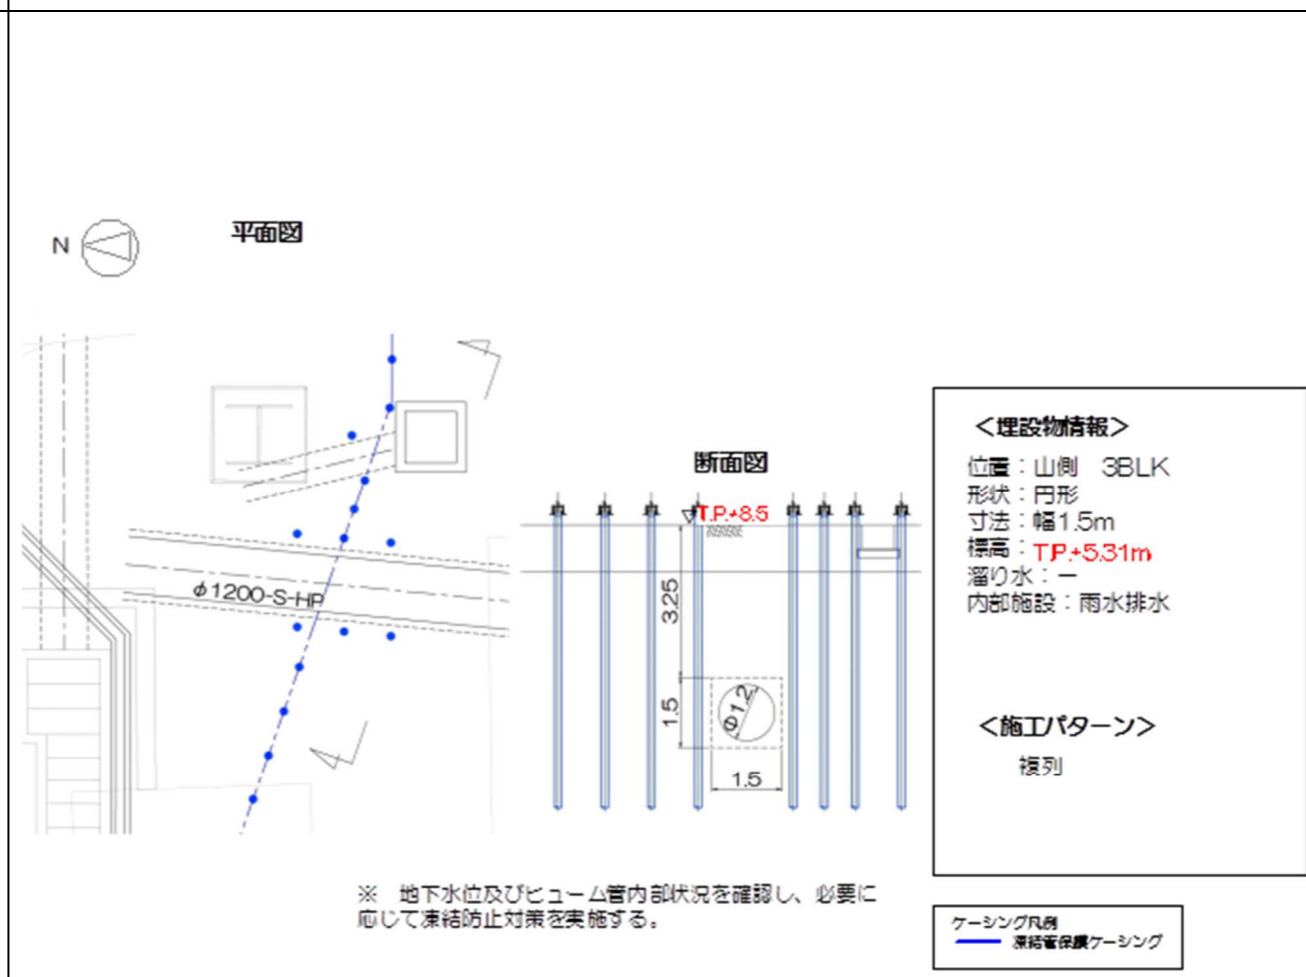 N
平面図
φ1200-S-HP
断面図
T.P.+8.5
3.25
1.5
Φ1.2
1.5
＜埋設物情報＞
位置：山側　3BLK
形状：円形
寸法：幅1.5m
標高：T.P.+5.31m
溜り水：ー
内部施設：雨水排水
＜施工パターン＞
複列
※　地下水位及びヒューム管内部状況を確認し、必要に
応じて凍結防止対策を実施する。
ケーシング凡例
凍結管保護ケーシング